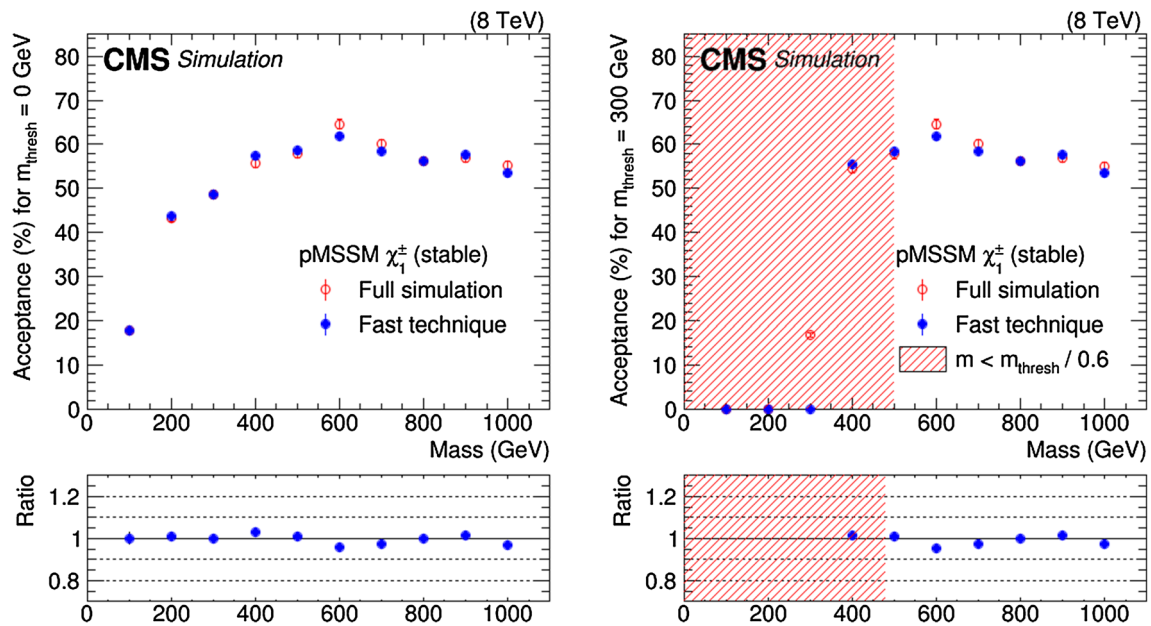 (8 TeV)
Acceptance (%) for m_thresh = 0 GeV
80
70
60
50
40
30
20
10
0
CMS Simulation
pMSSM χ₁± (stable)
Full simulation
Fast technique
0 200 400 600 800 1000
Mass (GeV)
Ratio
1.2
1
0.8
0 200 400 600 800 1000
(8 TeV)
Acceptance (%) for m_thresh = 300 GeV
80
70
60
50
40
30
20
10
0
CMS Simulation
pMSSM χ₁± (stable)
Full simulation
Fast technique
m < m_thresh / 0.6
0 200 400 600 800 1000
Mass (GeV)
Ratio
1.2
1
0.8
0 200 400 600 800 1000